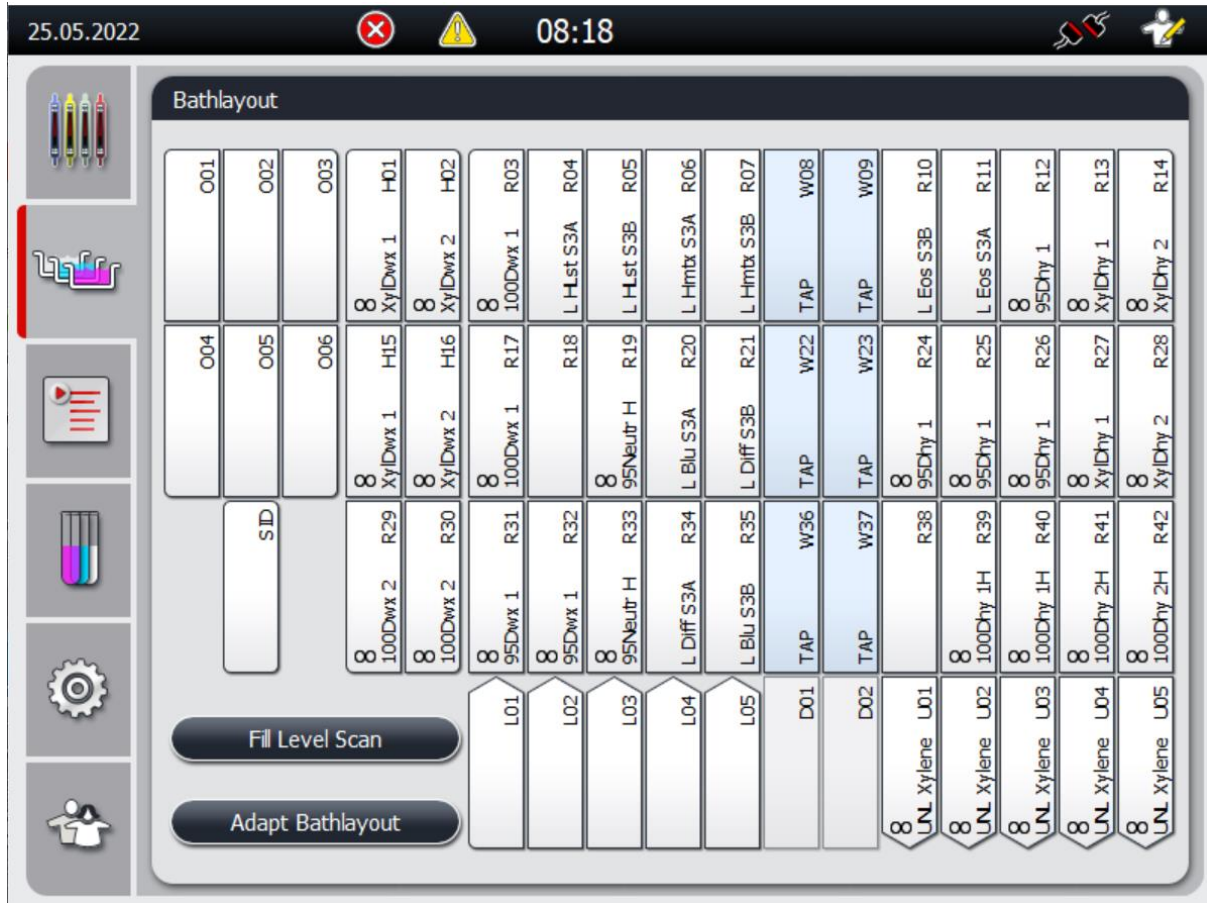 25.05.2022 08:18
Bathlayout
O01
O02
O03
∞ XylDwx 1 H01
∞ XylDwx 2 H02
∞ 100Dwx 1 R03
L HLst S3A R04
L HLst S3B R05
L Hmtx S3A R06
L Hmtx S3B R07
TAP W08
TAP W09
L Eos S3B R10
L Eos S3A R11
∞ 95Dhy 1 R12
∞ XylDhy 1 R13
∞ XylDhy 2 R14
O04
O05
O06
∞ XylDwx 1 H15
∞ XylDwx 2 H16
∞ 100Dwx 1 R17
R18
∞ 95Neutr H R19
L Blu S3A R20
L Diff S3B R21
TAP W22
TAP W23
∞ 95Dhy 1 R24
∞ 95Dhy 1 R25
∞ 95Dhy 1 R26
∞ XylDhy 1 R27
∞ XylDhy 2 R28
SID
∞ 100Dwx 2 R29
∞ 100Dwx 2 R30
∞ 95Dwx 1 R31
∞ 95Dwx 1 R32
∞ 95Neutr H R33
L Diff S3A R34
L Blu S3B R35
TAP W36
TAP W37
R38
∞ 100Dhy 1H R39
∞ 100Dhy 1H R40
∞ 100Dhy 2H R41
∞ 100Dhy 2H R42
L01
L02
L03
L04
L05
D01
D02
∞ UNL Xylene U01
∞ UNL Xylene U02
∞ UNL Xylene U03
∞ UNL Xylene U04
∞ UNL Xylene U05
Fill Level Scan
Adapt Bathlayout